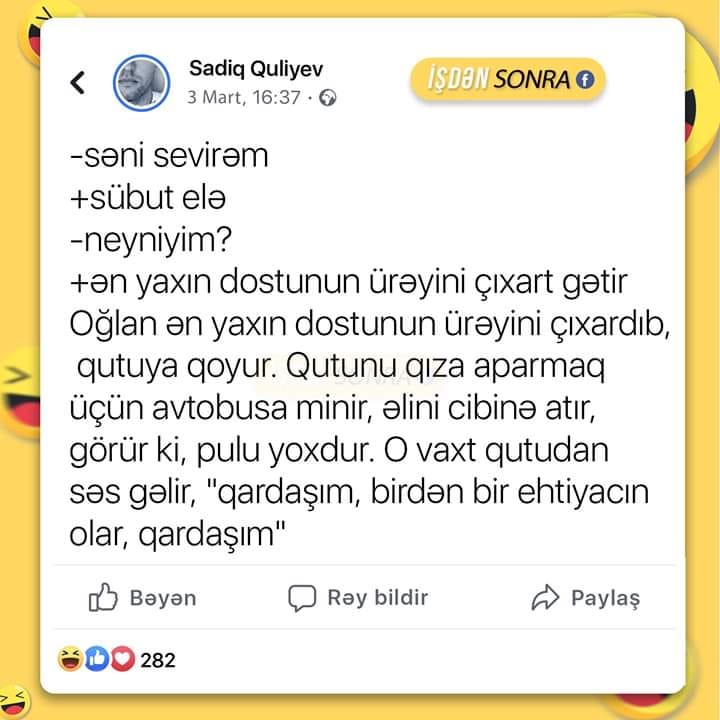 Sadiq Quliyev
3 Mart, 16:37 ·
İŞDƏN SONRA
-səni sevirəm
+sübut elə
-neyniyim?
+ən yaxın dostunun ürəyini çıxart gətir
Oğlan ən yaxın dostunun ürəyini çıxardıb,
qutuya qoyur. Qutunu qıza aparmaq
üçün avtobusa minir, əlini cibinə atır,
görür ki, pulu yoxdur. O vaxt qutudan
səs gəlir, "qardaşım, birdən bir ehtiyacın
olar, qardaşım"
Bəyən Rəy bildir Paylaş
282